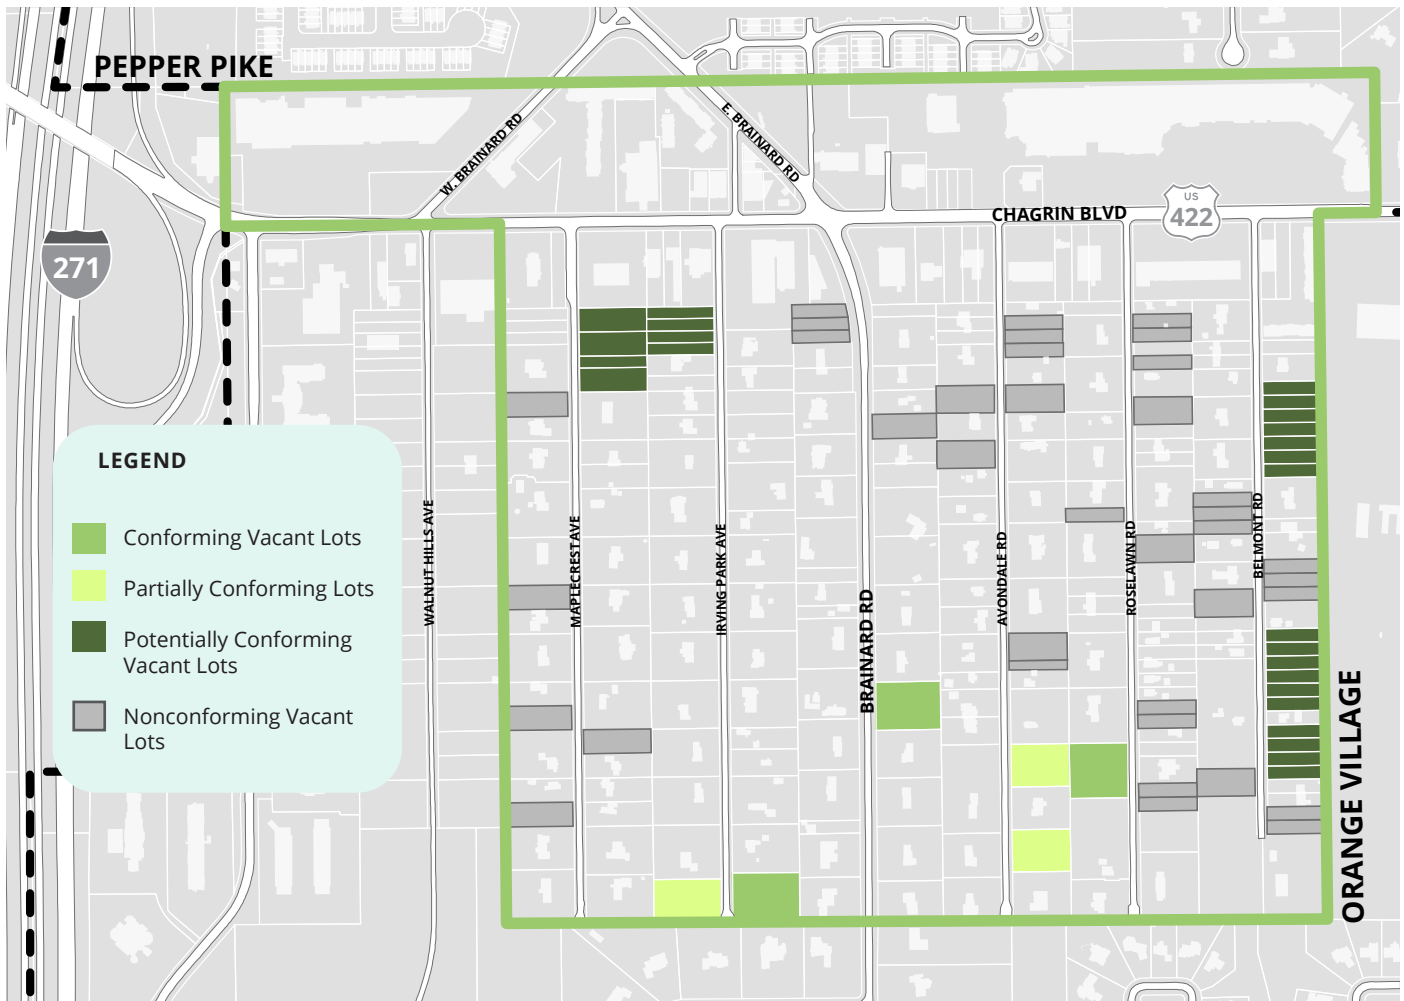 PEPPER PIKE
W. BRAINARD RD
E. BRAINARD RD
CHAGRIN BLVD
US
422
271
LEGEND
Conforming Vacant Lots
Partially Conforming Lots
Potentially Conforming
Vacant Lots
Nonconforming Vacant
Lots
WALNUT HILLS AVE
MAPLECREST AVE
IRVING PARK AVE
BRAINARD RD
AVONDALE RD
ROSELAWN RD
BELMONT RD
ORANGE VILLAGE